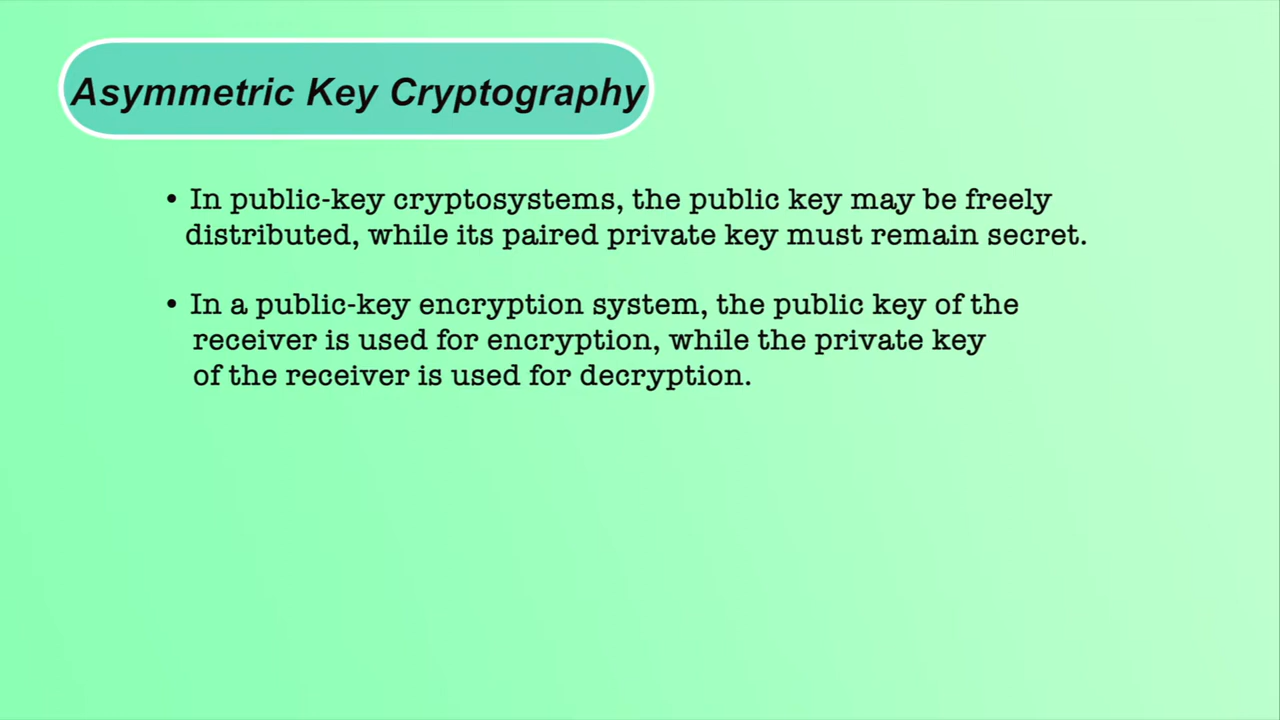 Asymmetric Key Cryptography
• In public-key cryptosystems, the public key may be freely
distributed, while its paired private key must remain secret.
• In a public-key encryption system, the public key of the
receiver is used for encryption, while the private key
of the receiver is used for decryption.